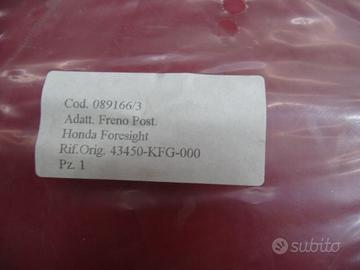 Cod. 089166/3
Adatt. Freno Post.
Honda Foresight
Rif.Orig. 43450-KFG-000
Pz. 1
subito